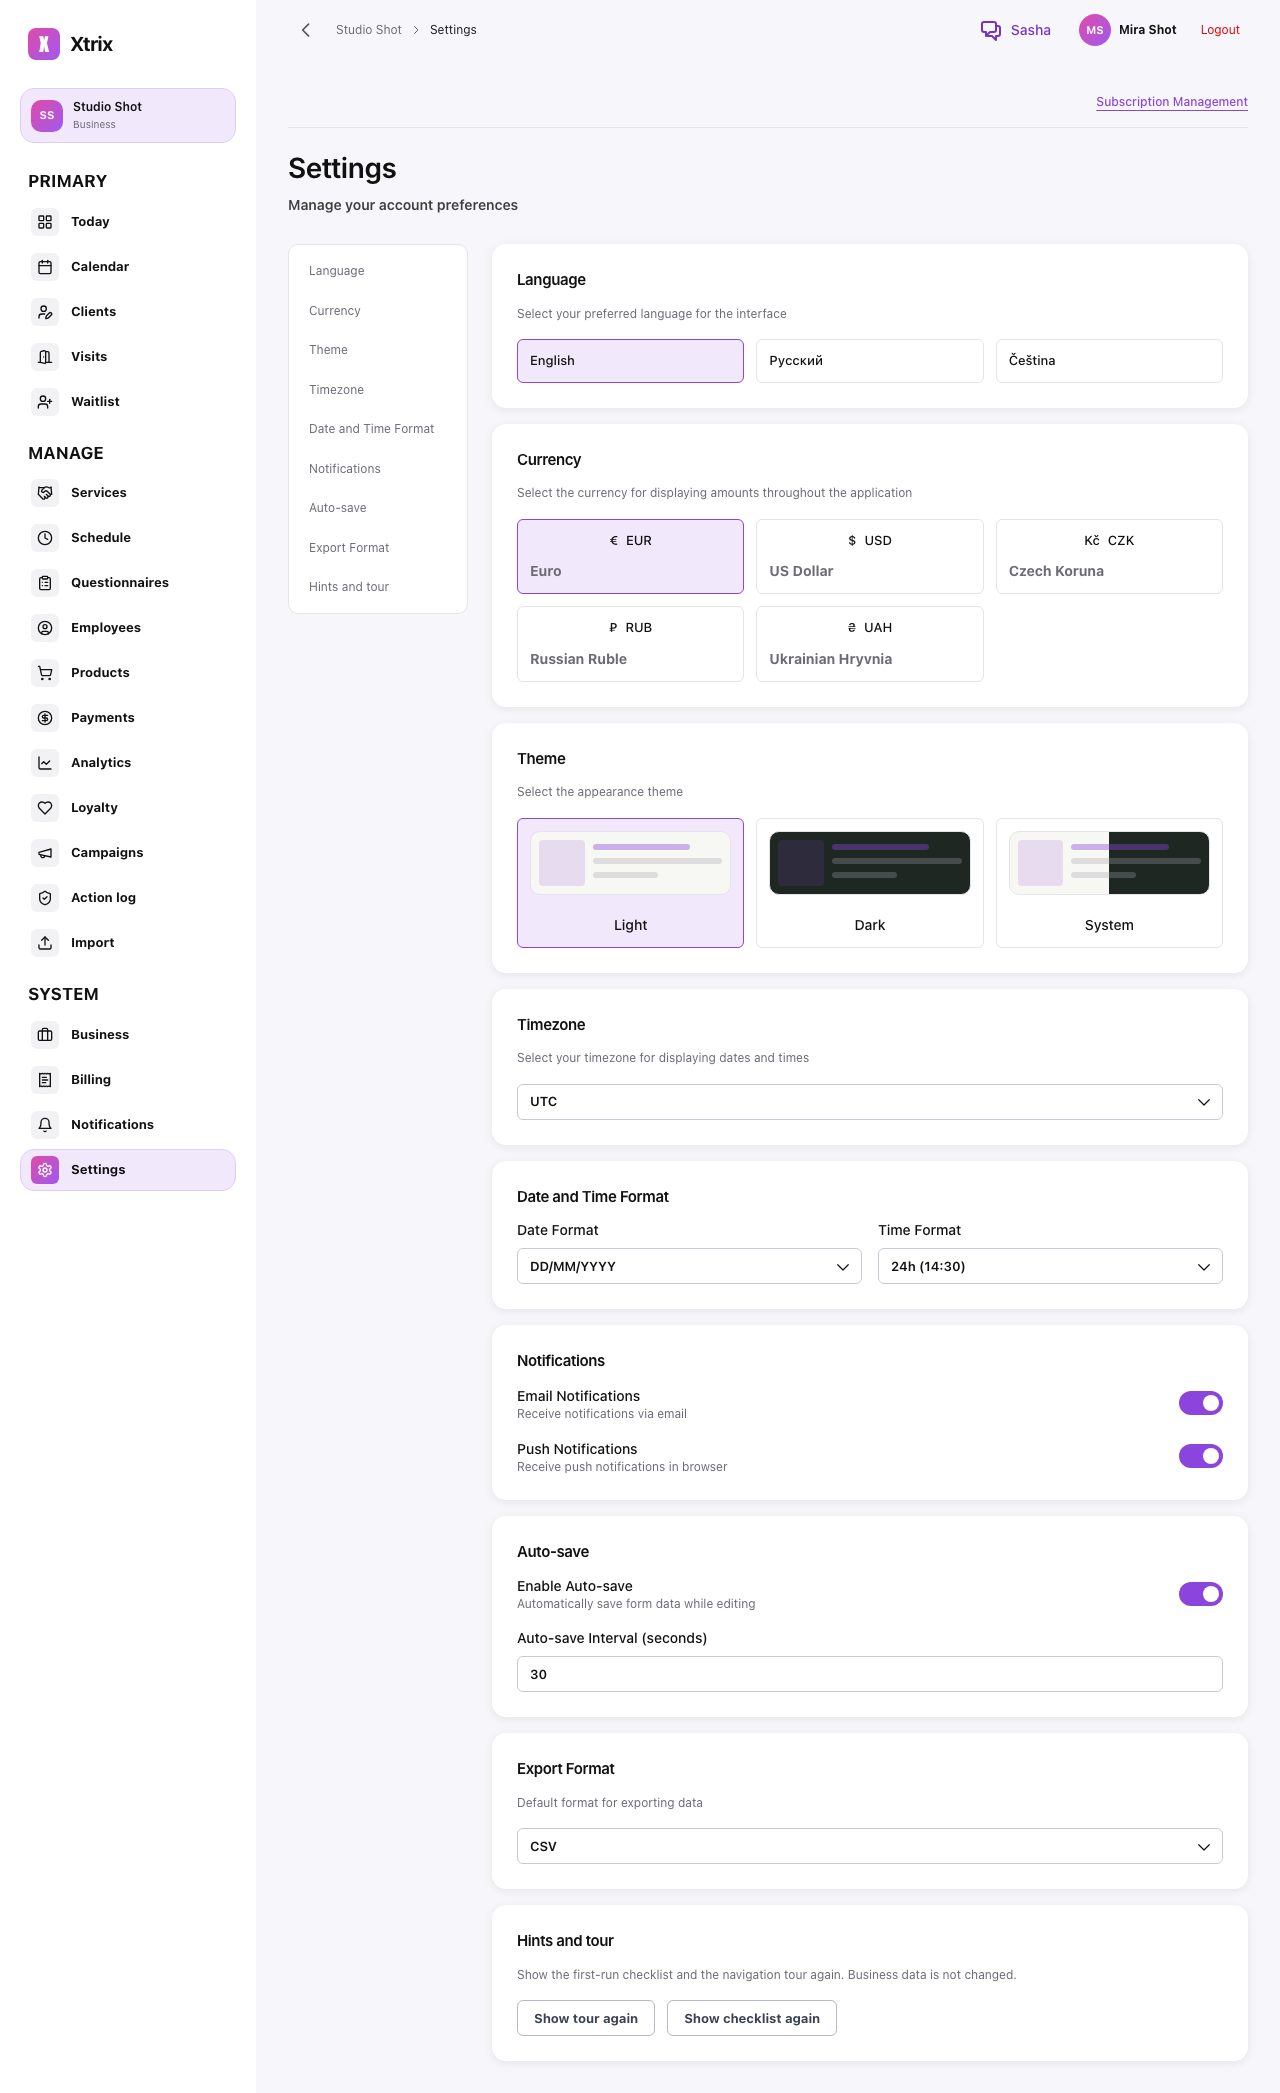 Xtrix
SS
Studio Shot
Business
PRIMARY
Today
Calendar
Clients
Visits
Waitlist
MANAGE
Services
Schedule
Questionnaires
Employees
Products
Payments
Analytics
Loyalty
Campaigns
Action log
Import
SYSTEM
Business
Billing
Notifications
Settings
Studio Shot > Settings
Sasha
MS
Mira Shot
Logout
Subscription Management
Settings
Manage your account preferences
Language
Currency
Theme
Timezone
Date and Time Format
Notifications
Auto-save
Export Format
Hints and tour
Language
Select your preferred language for the interface
English
Русский
Čeština
Currency
Select the currency for displaying amounts throughout the application
€ EUR
Euro
$ USD
US Dollar
Kč CZK
Czech Koruna
₽ RUB
Russian Ruble
₴ UAH
Ukrainian Hryvnia
Theme
Select the appearance theme
Light
Dark
System
Timezone
Select your timezone for displaying dates and times
UTC
Date and Time Format
Date Format
DD/MM/YYYY
Time Format
24h (14:30)
Notifications
Email Notifications
Receive notifications via email
Push Notifications
Receive push notifications in browser
Auto-save
Enable Auto-save
Automatically save form data while editing
Auto-save Interval (seconds)
30
Export Format
Default format for exporting data
CSV
Hints and tour
Show the first-run checklist and the navigation tour again. Business data is not changed.
Show tour again
Show checklist again